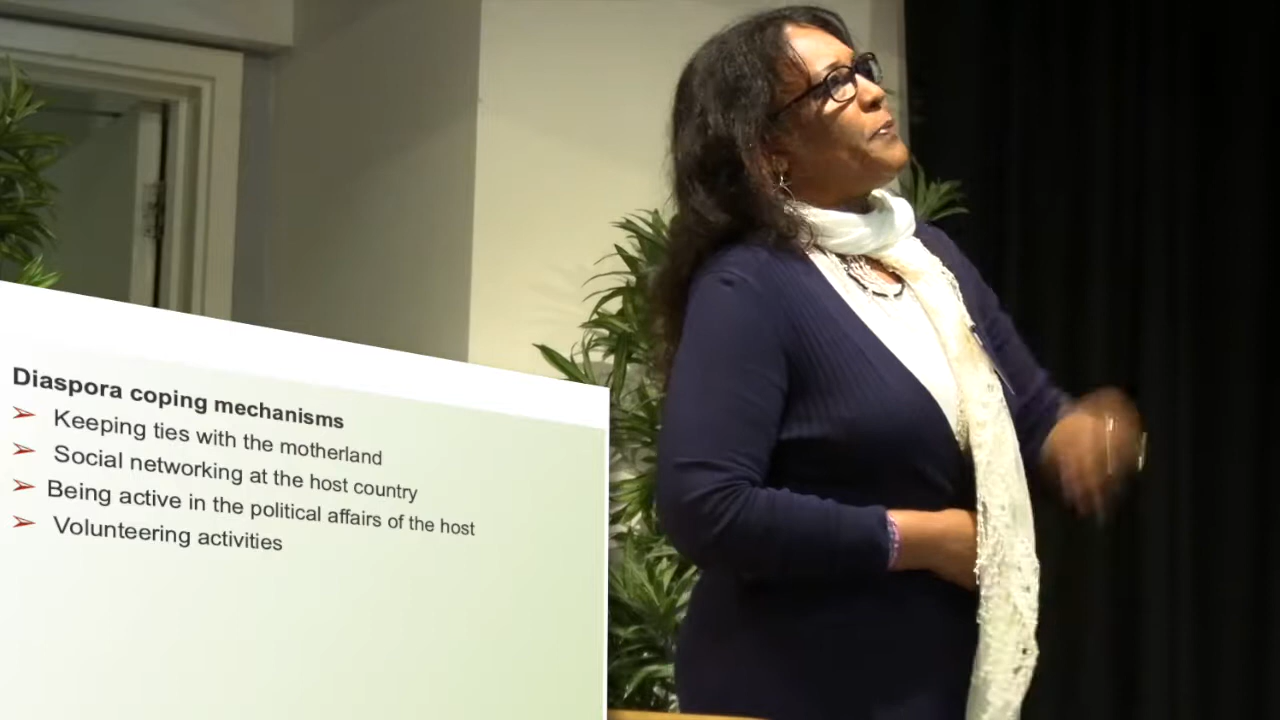 Diaspora coping mechanisms
➢ Keeping ties with the motherland
➢ Social networking at the host country
➢ Being active in the political affairs of the host
➢ Volunteering activities